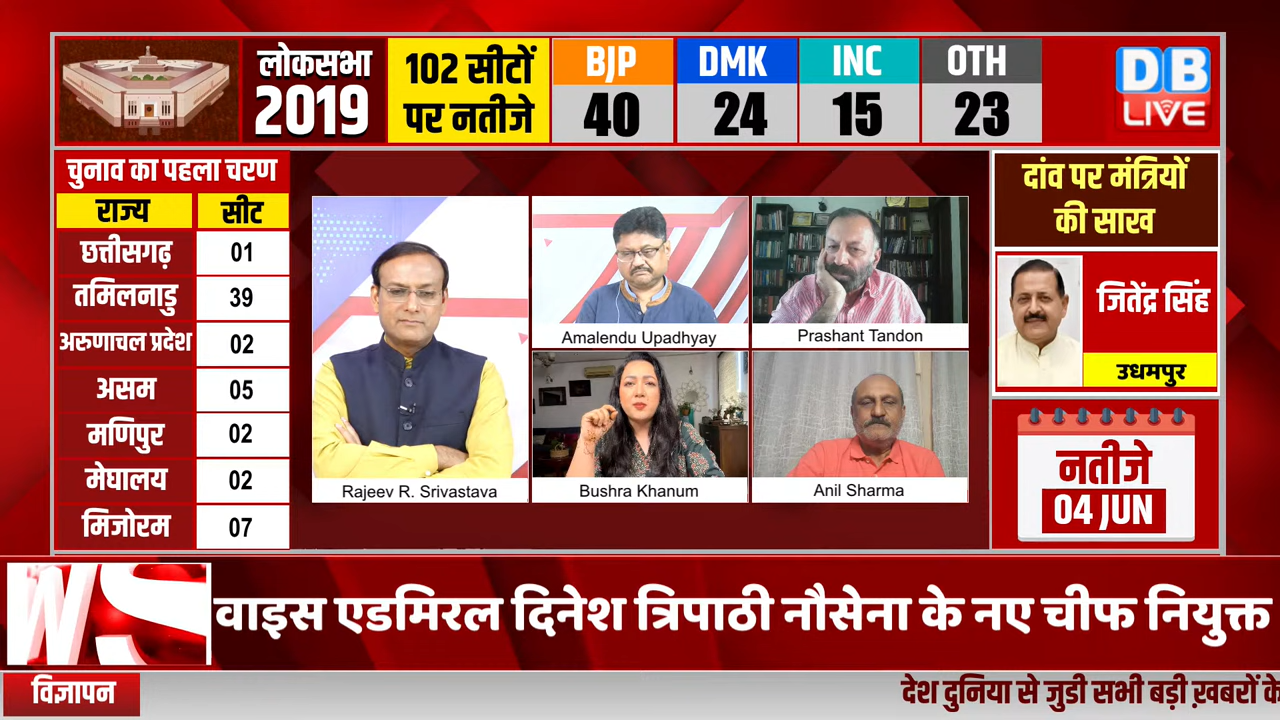 लोकसभा
2019
102 सीटों
पर नतीजे
BJP
40
DMK
24
INC
15
OTH
23
DB
LIVE
चुनाव का पहला चरण
राज्य सीट
छत्तीसगढ़ 01
तमिलनाडु 39
अरुणाचल प्रदेश 02
असम 05
मणिपुर 02
मेघालय 02
मिजोरम 07
Amalendu Upadhyay
Prashant Tandon
Rajeev R. Srivastava
Bushra Khanum
Anil Sharma
दांव पर मंत्रियों
की साख
जितेंद्र सिंह
उधमपुर
नतीजे
04 JUN
WS
वाइस एडमिरल दिनेश त्रिपाठी नौसेना के नए चीफ नियुक्त
विज्ञापन
देश दुनिया से जुडी सभी बड़ी ख़बरों के